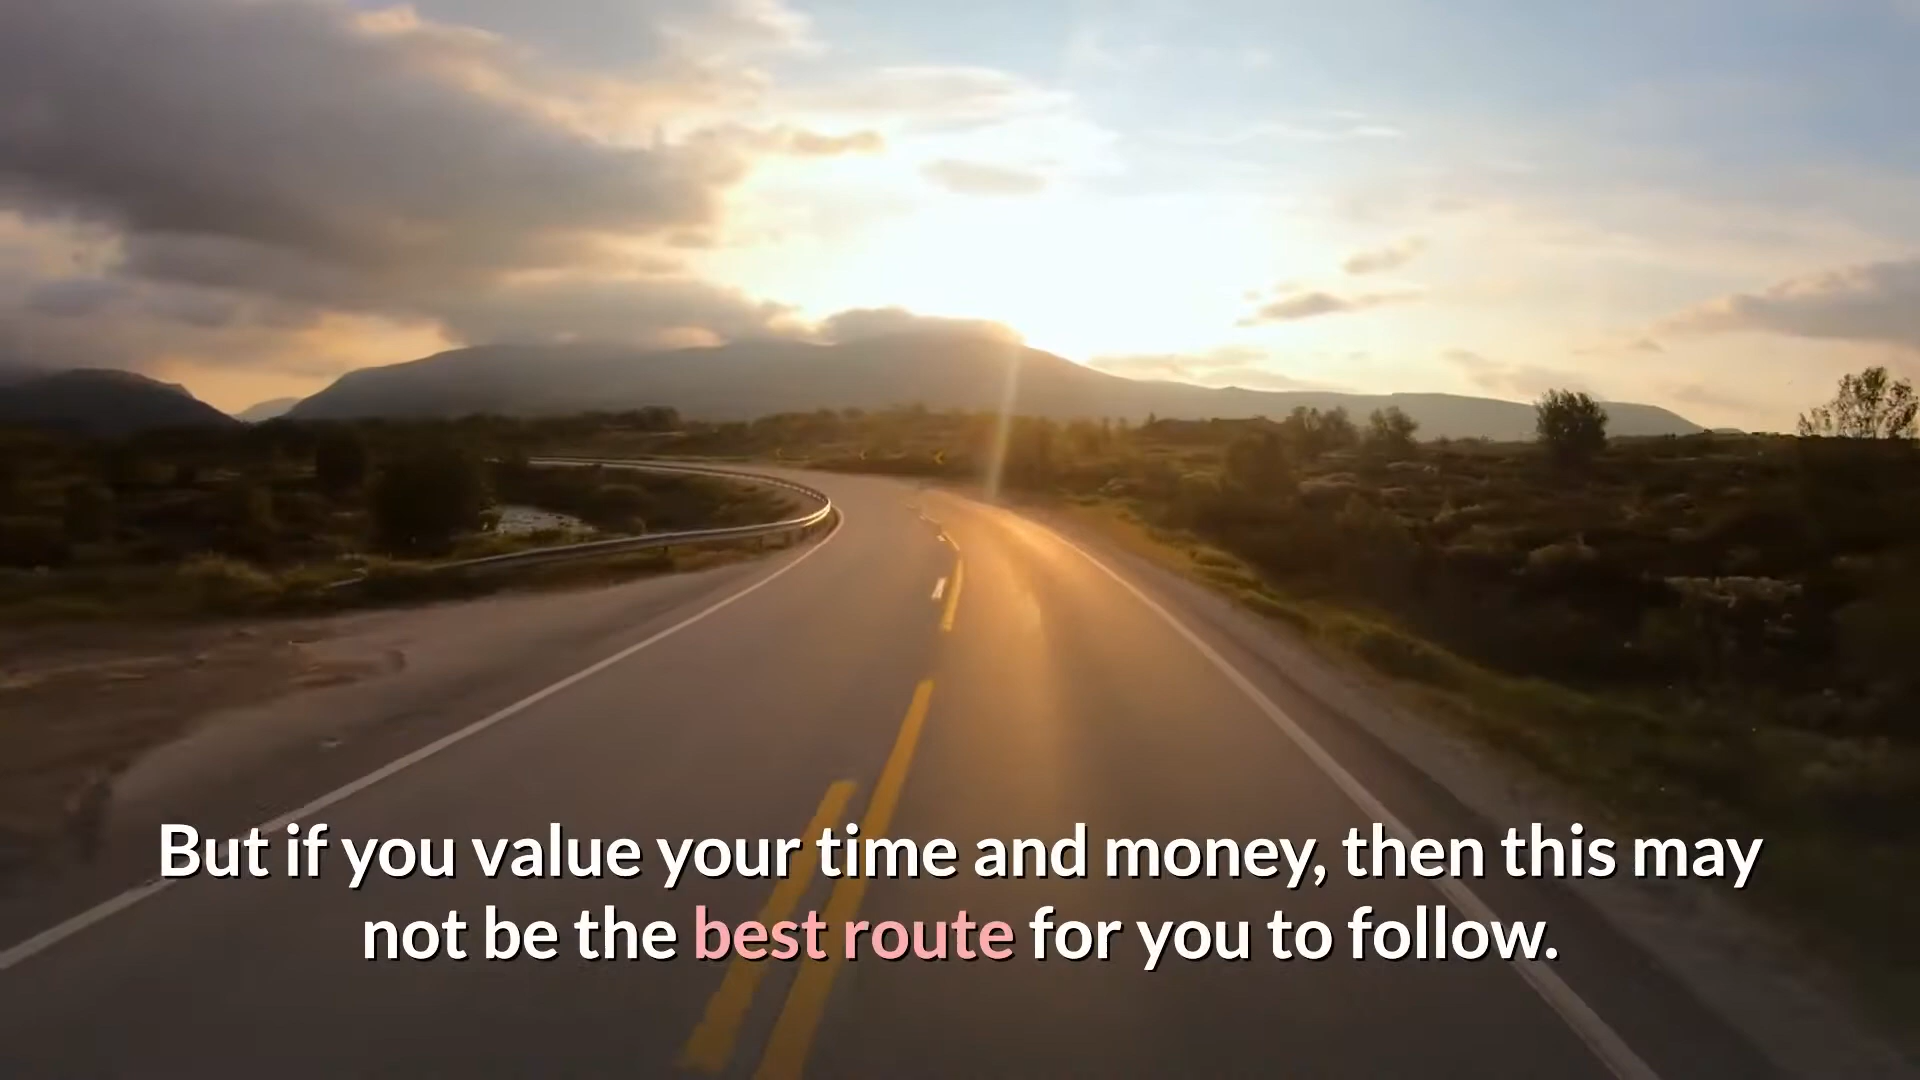 But if you value your time and money, then this may
not be the best route for you to follow.